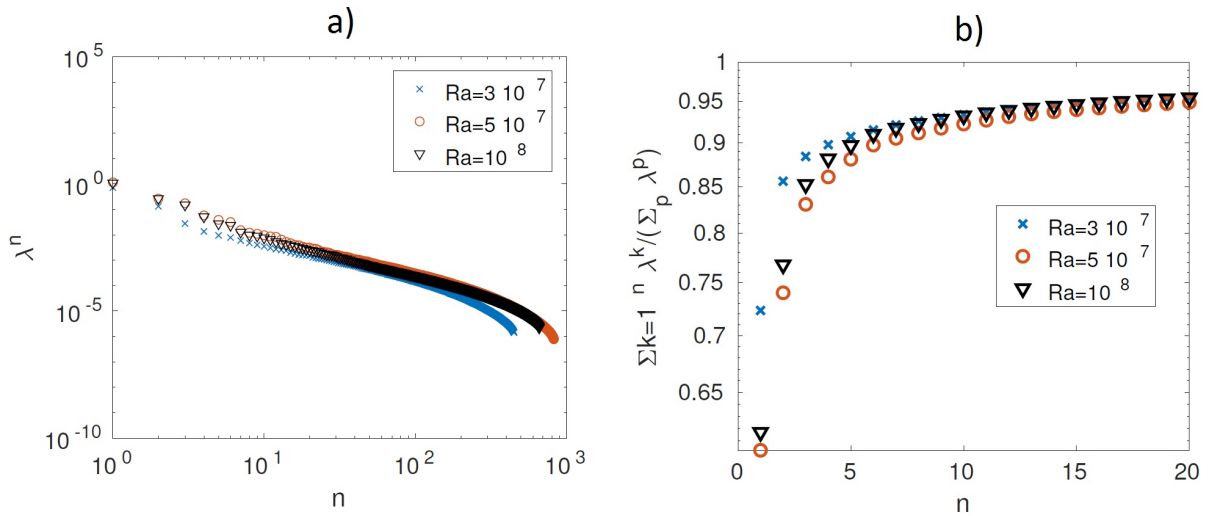 a)
10^5
10^0
10^-5
10^-10
λ^n
10^0
10^1
10^2
10^3
n
Ra=3 10 ^7
Ra=5 10 ^7
Ra=10 ^8
b)
1
0.95
0.9
0.85
0.8
0.75
0.7
0.65
Σk=1 ^n λ^k/(Σ_p λ^p)
0
5
10
15
20
n
Ra=3 10 ^7
Ra=5 10 ^7
Ra=10 ^8